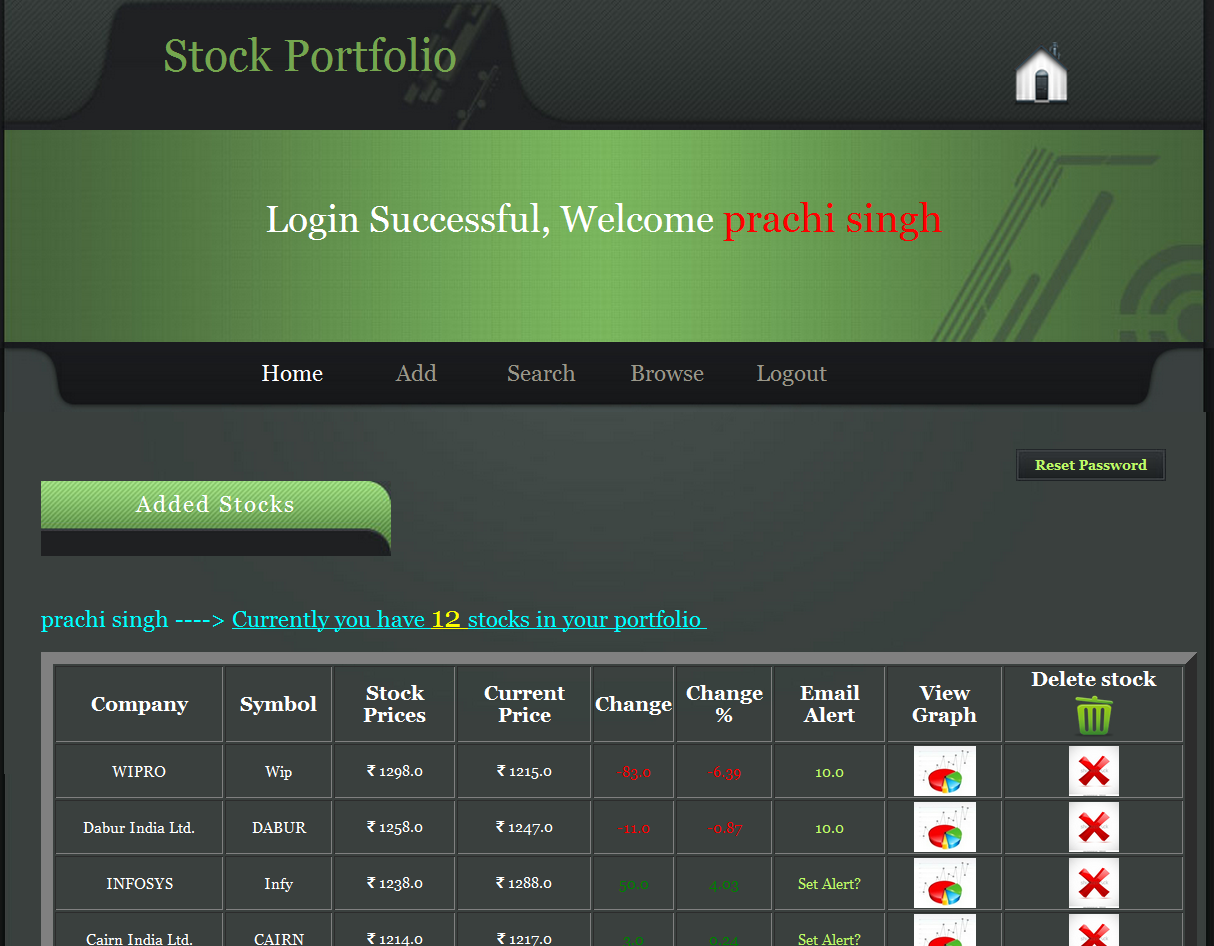 Stock Portfolio
Login Successful, Welcome prachi singh
Home Add Search Browse Logout
Reset Password
Added Stocks
prachi singh ----> Currently you have 12 stocks in your portfolio
Company Symbol Stock Prices Current Price Change Change % Email Alert View Graph Delete stock
WIPRO Wip ₹ 1298.0 ₹ 1215.0 -83.0 -6.39 10.0
Dabur India Ltd. DABUR ₹ 1258.0 ₹ 1247.0 -11.0 -0.87 10.0
INFOSYS Infy ₹ 1238.0 ₹ 1288.0 50.0 4.03 Set Alert?
Cairn India Ltd. CAIRN ₹ 1214.0 ₹ 1217.0 3.0 0.24 Set Alert?